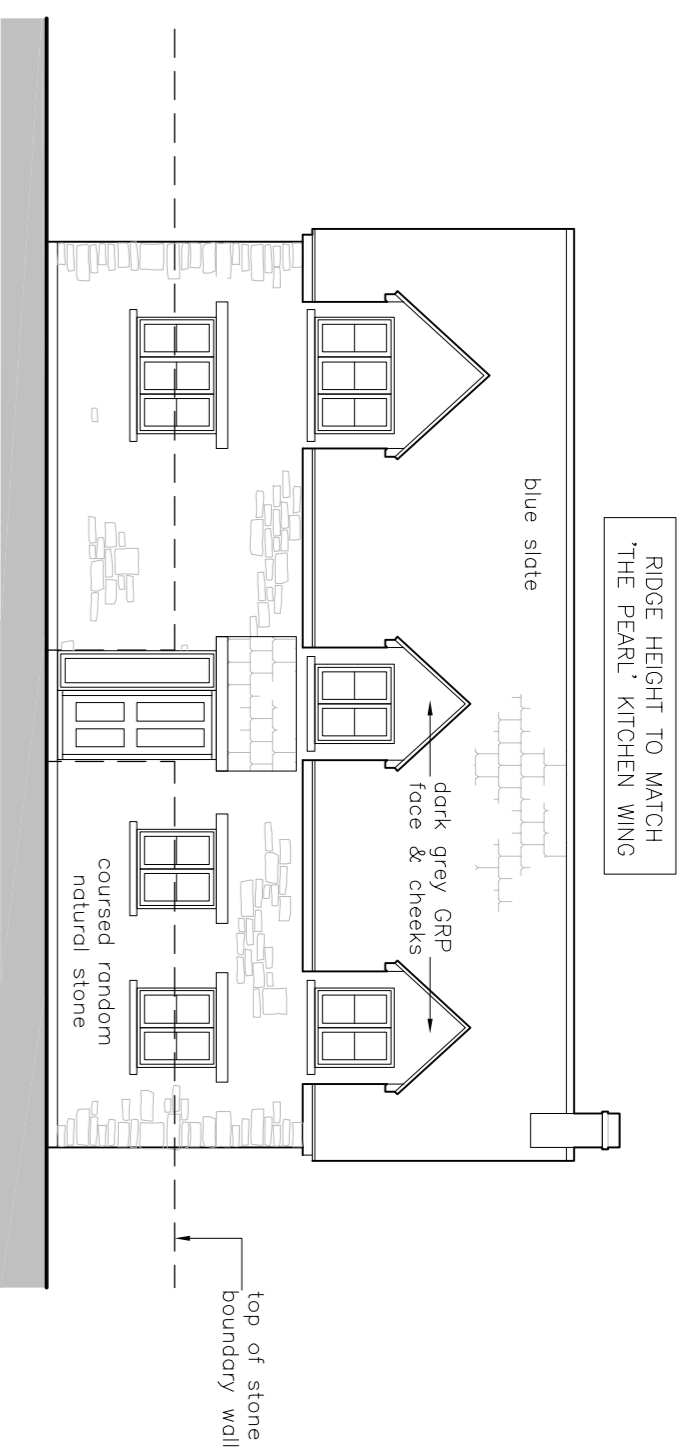 RIDGE HEIGHT TO MATCH
'THE PEARL' KITCHEN WING
blue slate
dark grey GRP
face & cheeks
top of stone
boundary wall
coursed random
natural stone